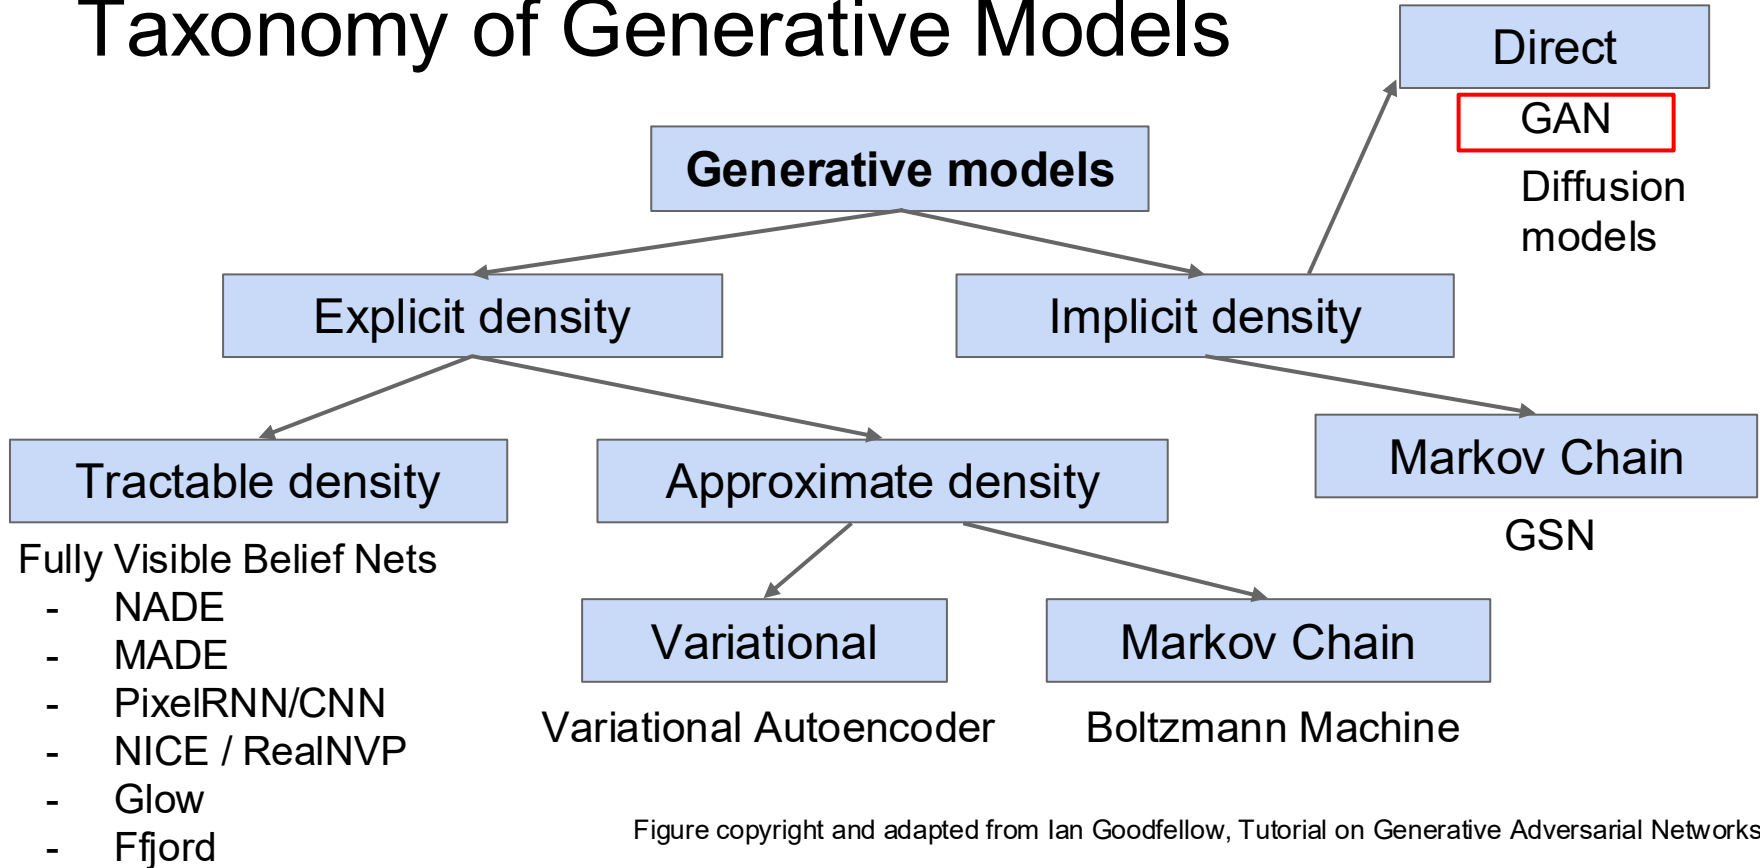 Taxonomy of Generative Models
Direct
GAN
Diffusion
models
Generative models
Explicit density
Implicit density
Tractable density
Approximate density
Markov Chain
GSN
Fully Visible Belief Nets
- NADE
- MADE
- PixelRNN/CNN
- NICE / RealNVP
- Glow
- Ffjord
Variational
Markov Chain
Variational Autoencoder
Boltzmann Machine
Figure copyright and adapted from Ian Goodfellow, Tutorial on Generative Adversarial Networks